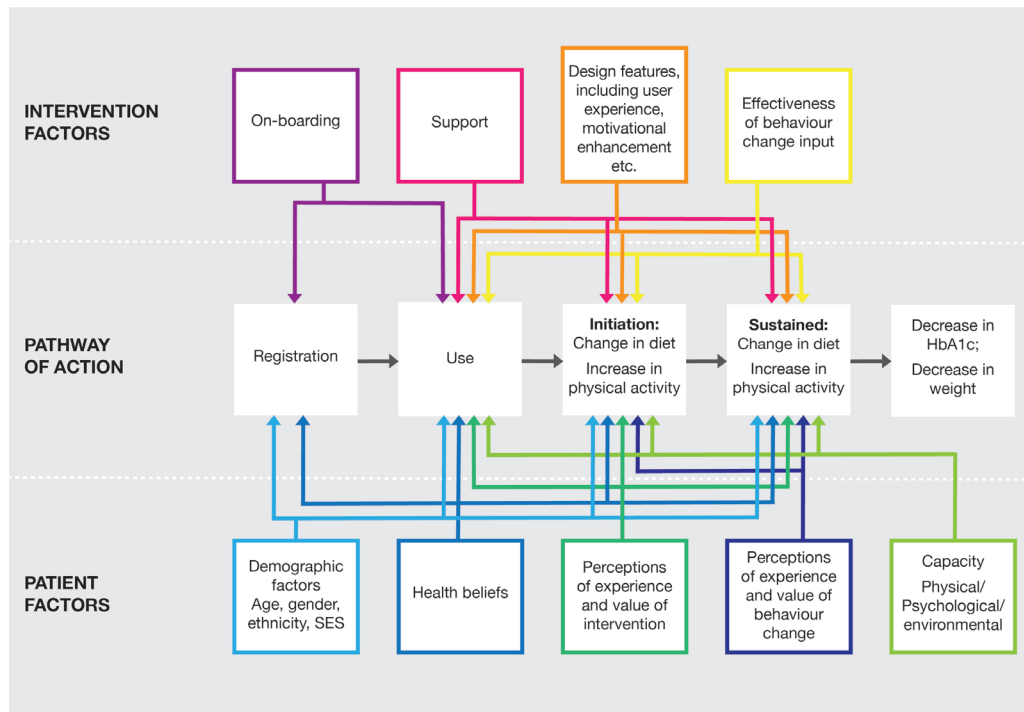 INTERVENTION
FACTORS
On-boarding
Support
Design features,
including user
experience,
motivational
enhancement
etc.
Effectiveness
of behaviour
change input
PATHWAY
OF ACTION
Registration
Use
Initiation:
Change in diet
Increase in
physical activity
Sustained:
Change in diet
Increase in
physical activity
Decrease in
HbA1c;
Decrease in
weight
PATIENT
FACTORS
Demographic
factors
Age, gender,
ethnicity, SES
Health beliefs
Perceptions
of experience
and value of
intervention
Perceptions
of experience
and value of
behaviour
change
Capacity
Physical/
Psychological/
environmental